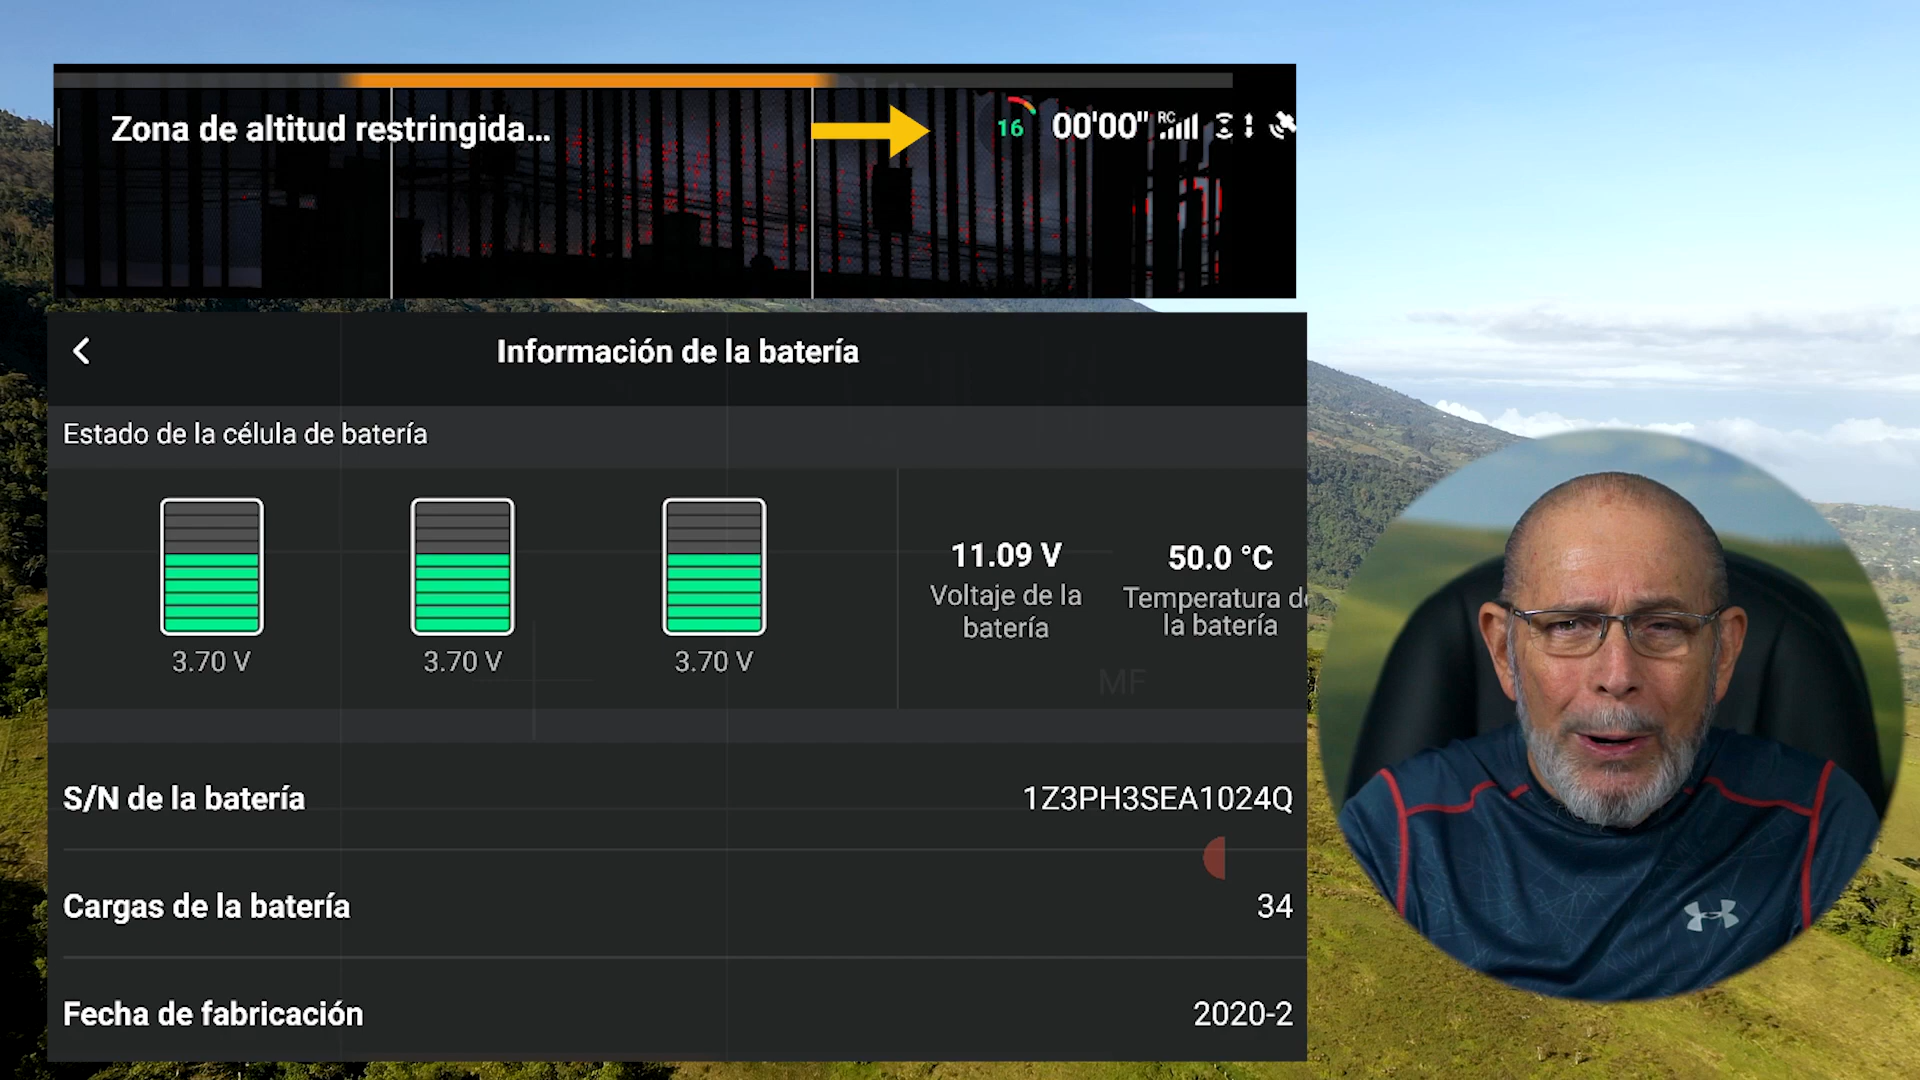 Zona de altitud restringida...
16 00'00" RC
Información de la batería
Estado de la célula de batería
3.70 V 3.70 V 3.70 V
11.09 V
Voltaje de la
batería
50.0 °C
Temperatura de
la batería
MF
S/N de la batería 1Z3PH3SEA1024Q
Cargas de la batería 34
Fecha de fabricación 2020-2